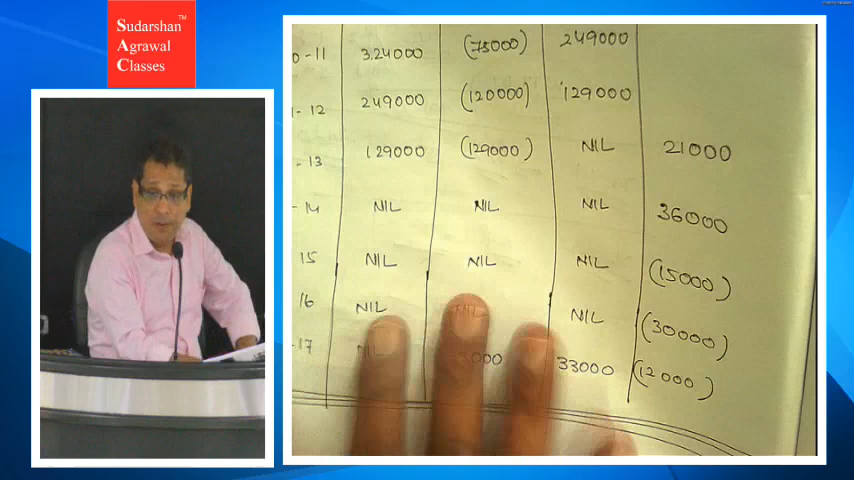 Sudarshan™
Agrawal
Classes
0-11 3,24000 (75000) 249000
1-12 249000 (120000) 129000
-13 129000 (129000) NIL 21000
-14 NIL NIL NIL 36000
15 NIL NIL NIL (15000)
16 NIL NIL NIL (30000)
-17 33000 (12000)